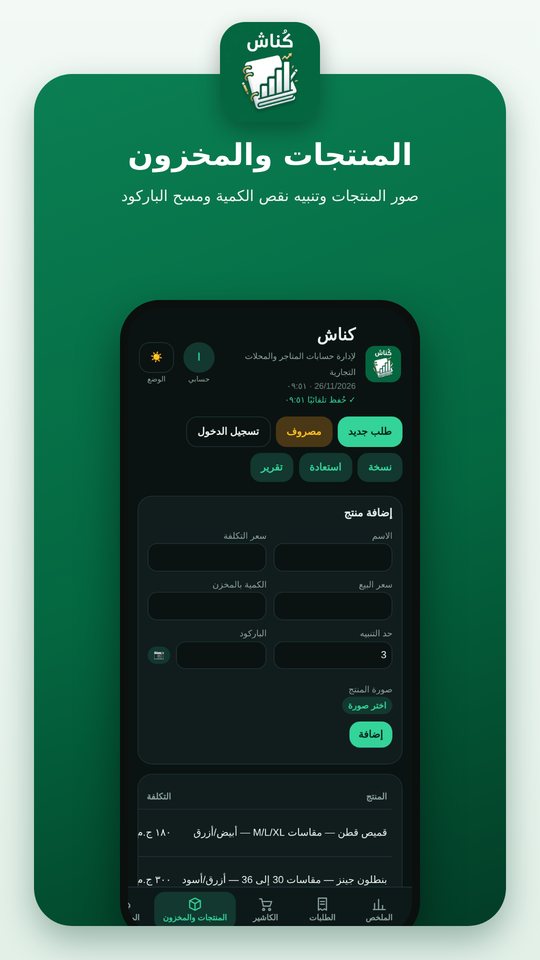 كُناش
المنتجات والمخزون
صور المنتجات وتنبيه نقص الكمية ومسح الباركود
كناش
لإدارة حسابات المتاجر والمحلات
التجارية
26/11/2026 · ٠٩:٥١
✓ حُفظ تلقائيًا ٠٩:٥١
كُناش
ا
حسابي
الوضع
طلب جديد
مصروف
تسجيل الدخول
نسخة
استعادة
تقرير
إضافة منتج
الاسم
سعر التكلفة
سعر البيع
الكمية بالمخزن
حد التنبيه
الباركود
3
صورة المنتج
اختر صورة
إضافة
المنتج
التكلفة
قميص قطن — مقاسات M/L/XL — أبيض/أزرق
١٨٠ ج.م
بنطلون جينز — مقاسات 30 إلى 36 — أزرق/أسود
٣٠٠ ج.م
الملخص
الطلبات
الكاشير
المنتجات والمخزون